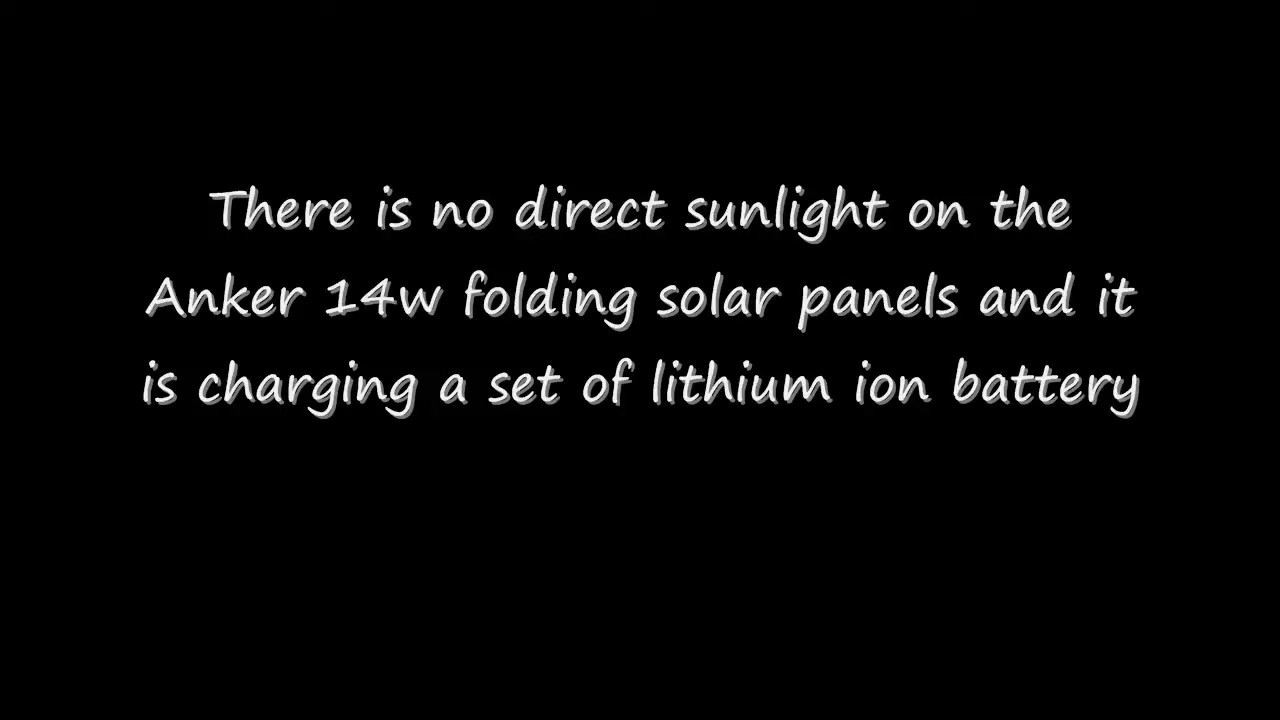 There is no direct sunlight on the
Anker 14w folding solar panels and it
is charging a set of lithium ion battery